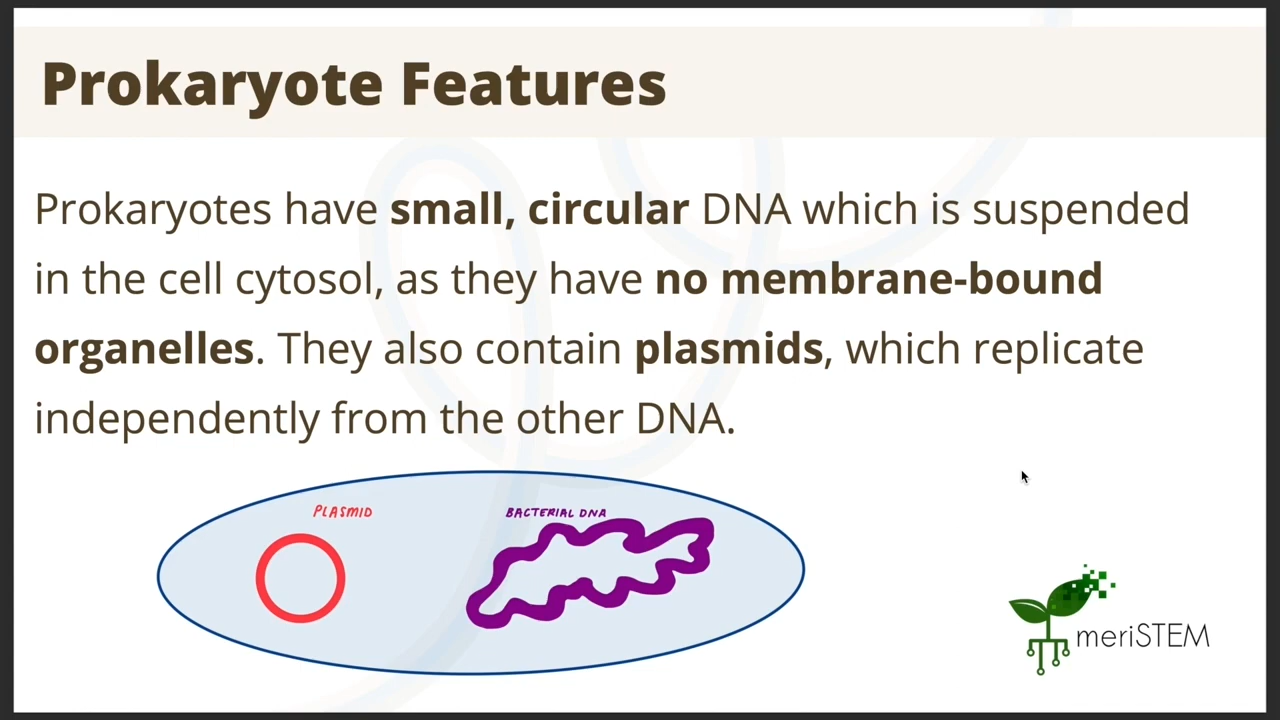 Prokaryote Features
Prokaryotes have small, circular DNA which is suspended
in the cell cytosol, as they have no membrane-bound
organelles. They also contain plasmids, which replicate
independently from the other DNA.
PLASMID
BACTERIAL DNA
meriSTEM